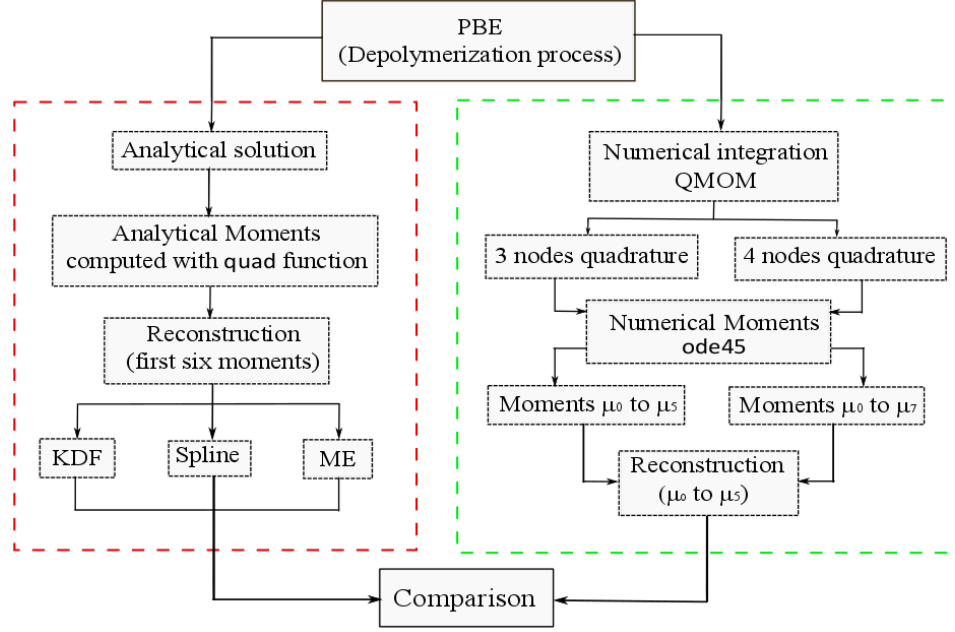 PBE
(Depolymerization process)
Analytical solution
Analytical Moments
computed with quad function
Reconstruction
(first six moments)
KDF
Spline
ME
Numerical integration
QMOM
3 nodes quadrature
4 nodes quadrature
Numerical Moments
ode45
Moments μ₀ to μ₅
Moments μ₀ to μ₇
Reconstruction
(μ₀ to μ₅)
Comparison